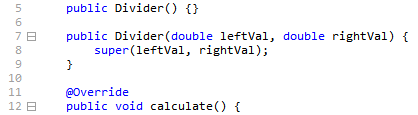 5 public Divider() {}
6
7 public Divider(double leftVal, double rightVal) {
8 super(leftVal, rightVal);
9 }
10
11 @Override
12 public void calculate() {